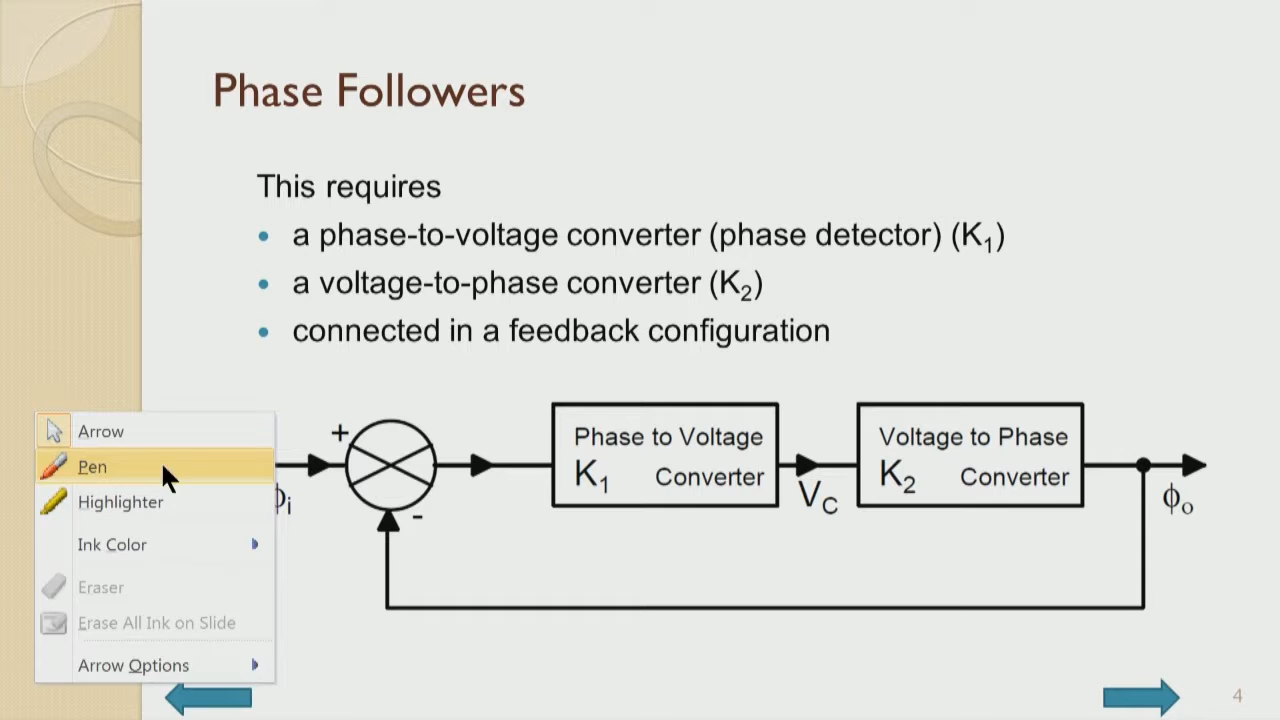 Phase Followers
This requires
• a phase-to-voltage converter (phase detector) (K₁)
• a voltage-to-phase converter (K₂)
• connected in a feedback configuration
Arrow
Pen
Highlighter
Ink Color
Eraser
Erase All Ink on Slide
Arrow Options
+
-
ϕi
Phase to Voltage
K₁ Converter
V_C
Voltage to Phase
K₂ Converter
ϕo
4